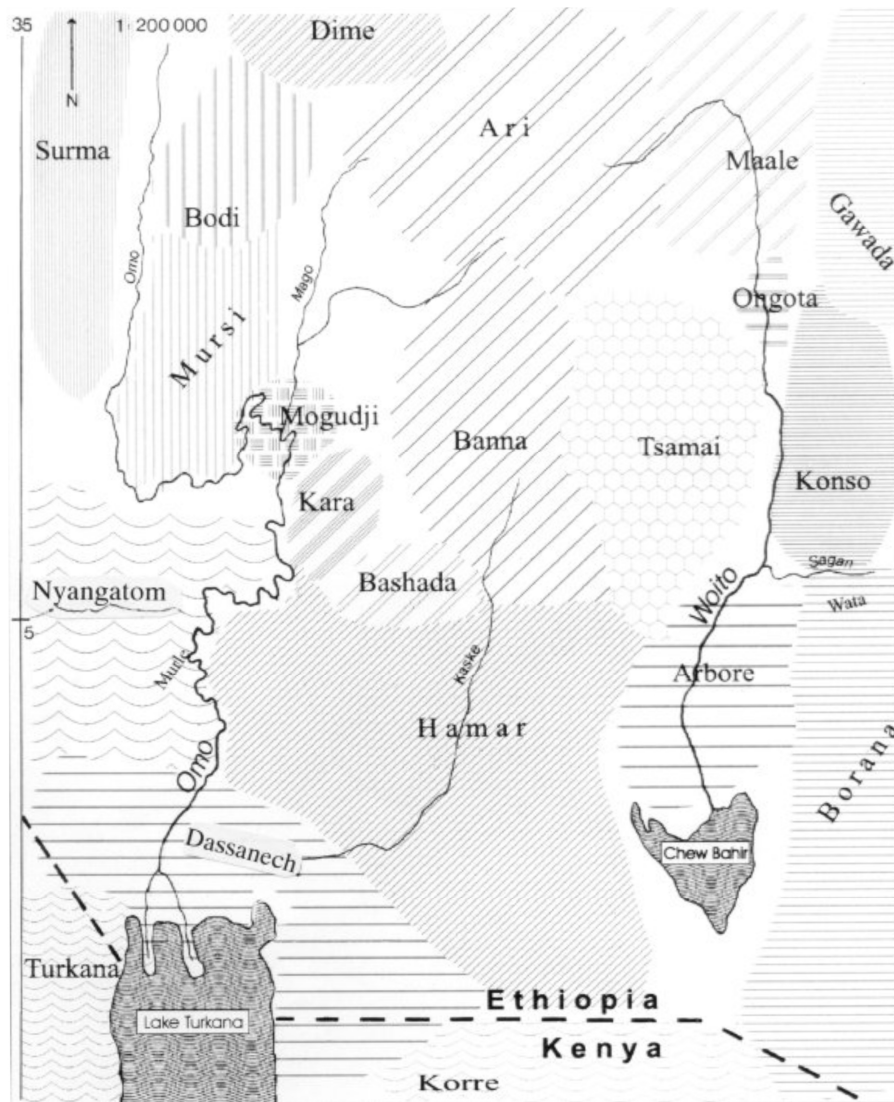 35
1: 200 000
Dime
N
Surma
Ari
Maale
Bodi
Gawada
Omo
Mago
Ongota
Mursi
Mogudji
Banna
Tsamai
Konso
Kara
Sagan
Bashada
Nyangatom
Woito
Wata
5
Murle
Kaske
Arbore
Hamar
Omo
Borana
Dassanech
Chew Bahir
Turkana
Ethiopia
Lake Turkana
Kenya
Korre